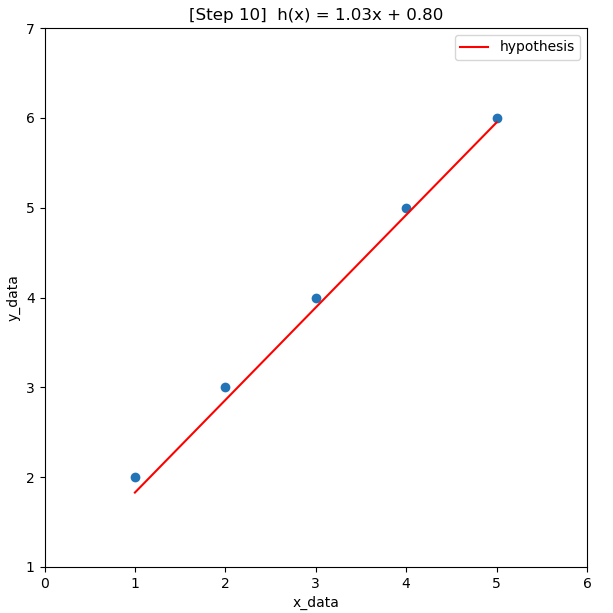 [Step 10]  h(x) = 1.03x + 0.80
hypothesis
7
6
5
4
3
2
1
y_data
0 1 2 3 4 5 6
x_data